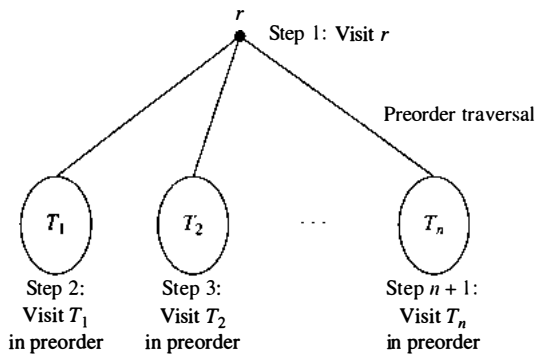 r
Step 1: Visit r
Preorder traversal
T1
T2
. . .
Tn
Step 2:
Visit T1
in preorder
Step 3:
Visit T2
in preorder
Step n + 1:
Visit Tn
in preorder